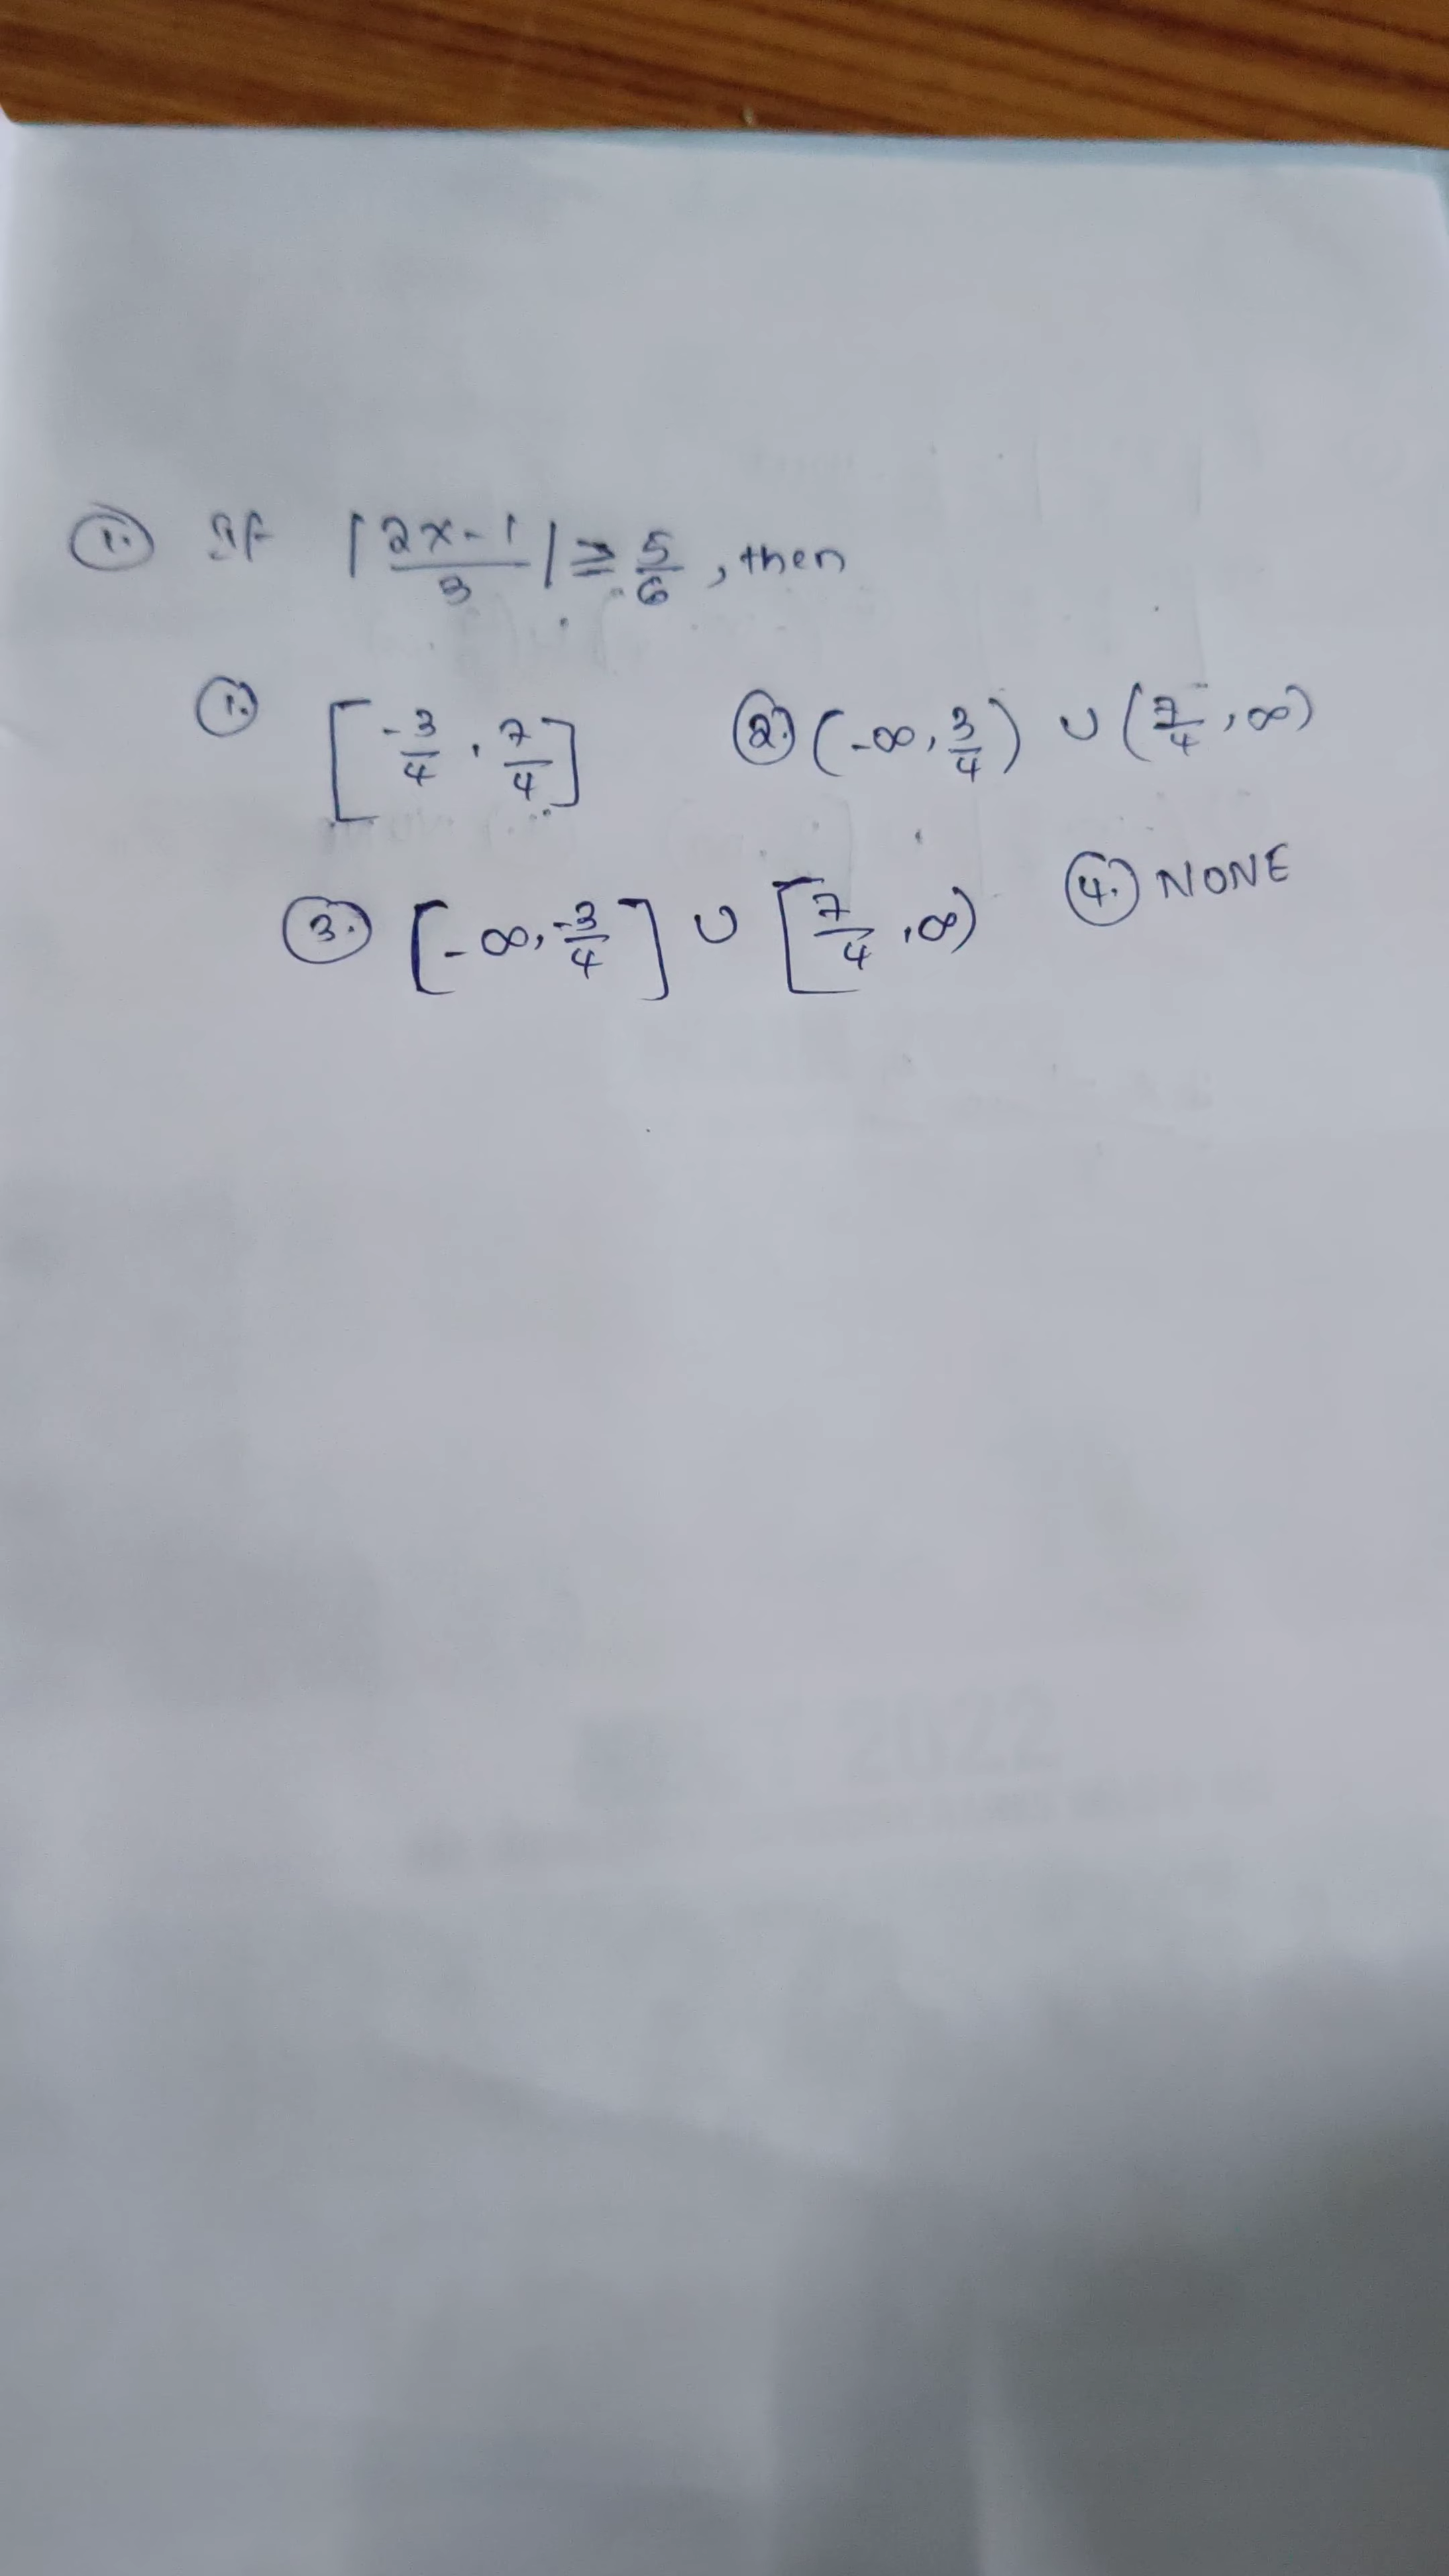 ① If |2x-1/3| ≥ 5/6, then
① [-3/4, 7/4] ② (-∞, 3/4) ∪ (7/4, ∞)
③ [-∞, -3/4] ∪ [7/4, ∞) ④ NONE
2022